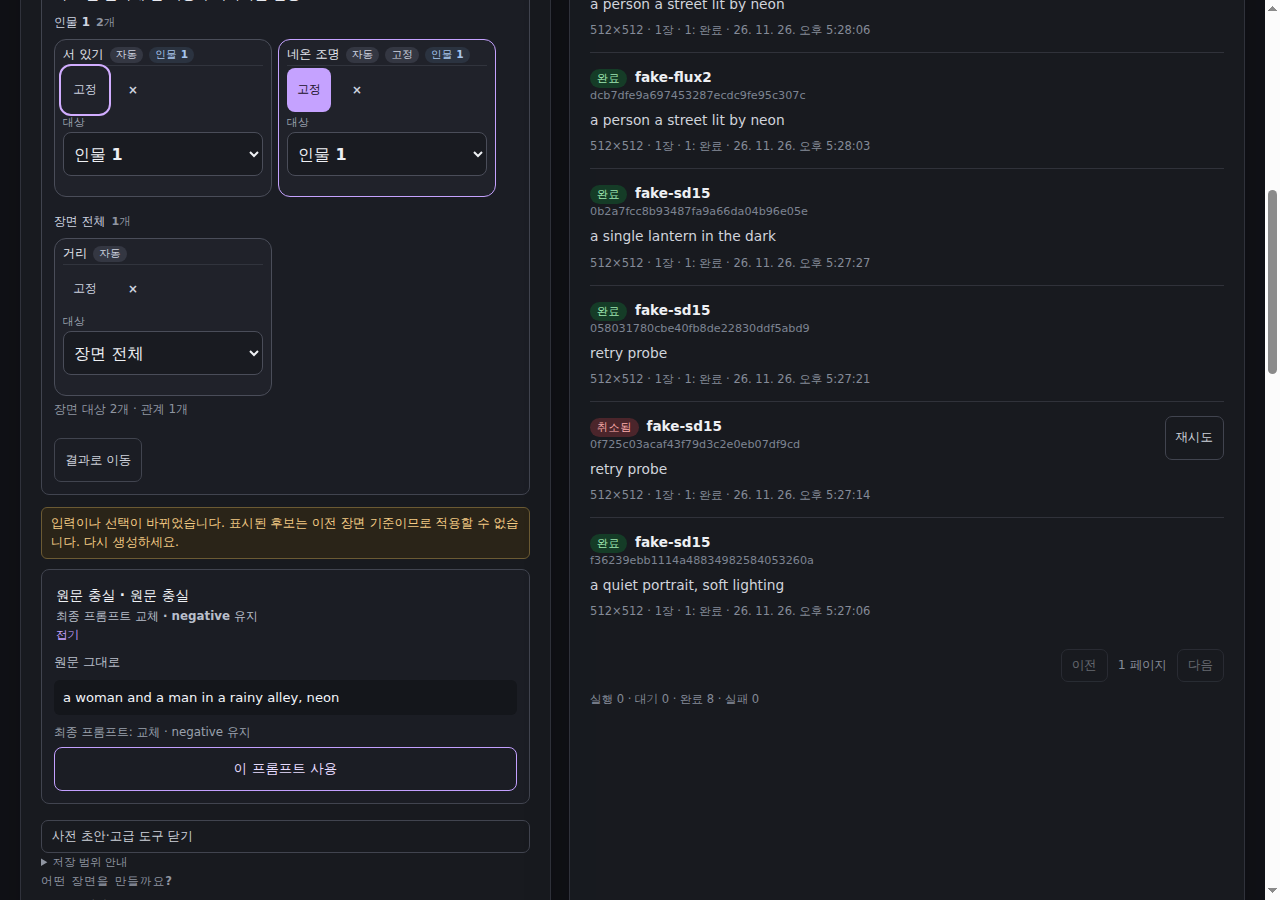 인물 1 2개
서 있기 자동 인물 1
고정 ×
대상
인물 1
네온 조명 자동 고정 인물 1
고정 ×
대상
인물 1
장면 전체 1개
거리 자동
고정 ×
대상
장면 전체
장면 대상 2개 · 관계 1개
결과로 이동
입력이나 선택이 바뀌었습니다. 표시된 후보는 이전 장면 기준이므로 적용할 수 없습
니다. 다시 생성하세요.
원문 충실 · 원문 충실
최종 프롬프트 교체 · negative 유지
접기
원문 그대로
a woman and a man in a rainy alley, neon
최종 프롬프트: 교체 · negative 유지
이 프롬프트 사용
사전 초안·고급 도구 닫기
▶ 저장 범위 안내
어떤 장면을 만들까요?
a person a street lit by neon
512×512 · 1장 · 1: 완료 · 26. 11. 26. 오후 5:28:06
완료 fake-flux2
dcb7dfe9a697453287ecdc9fe95c307c
a person a street lit by neon
512×512 · 1장 · 1: 완료 · 26. 11. 26. 오후 5:28:03
완료 fake-sd15
0b2a7fcc8b93487fa9a66da04b96e05e
a single lantern in the dark
512×512 · 1장 · 1: 완료 · 26. 11. 26. 오후 5:27:27
완료 fake-sd15
058031780cbe40fb8de22830ddf5abd9
retry probe
512×512 · 1장 · 1: 완료 · 26. 11. 26. 오후 5:27:21
취소됨 fake-sd15
0f725c03acaf43f79d3c2e0eb07df9cd
재시도
retry probe
512×512 · 1장 · 1: 완료 · 26. 11. 26. 오후 5:27:14
완료 fake-sd15
f36239ebb1114a48834982584053260a
a quiet portrait, soft lighting
512×512 · 1장 · 1: 완료 · 26. 11. 26. 오후 5:27:06
이전 1 페이지 다음
실행 0 · 대기 0 · 완료 8 · 실패 0